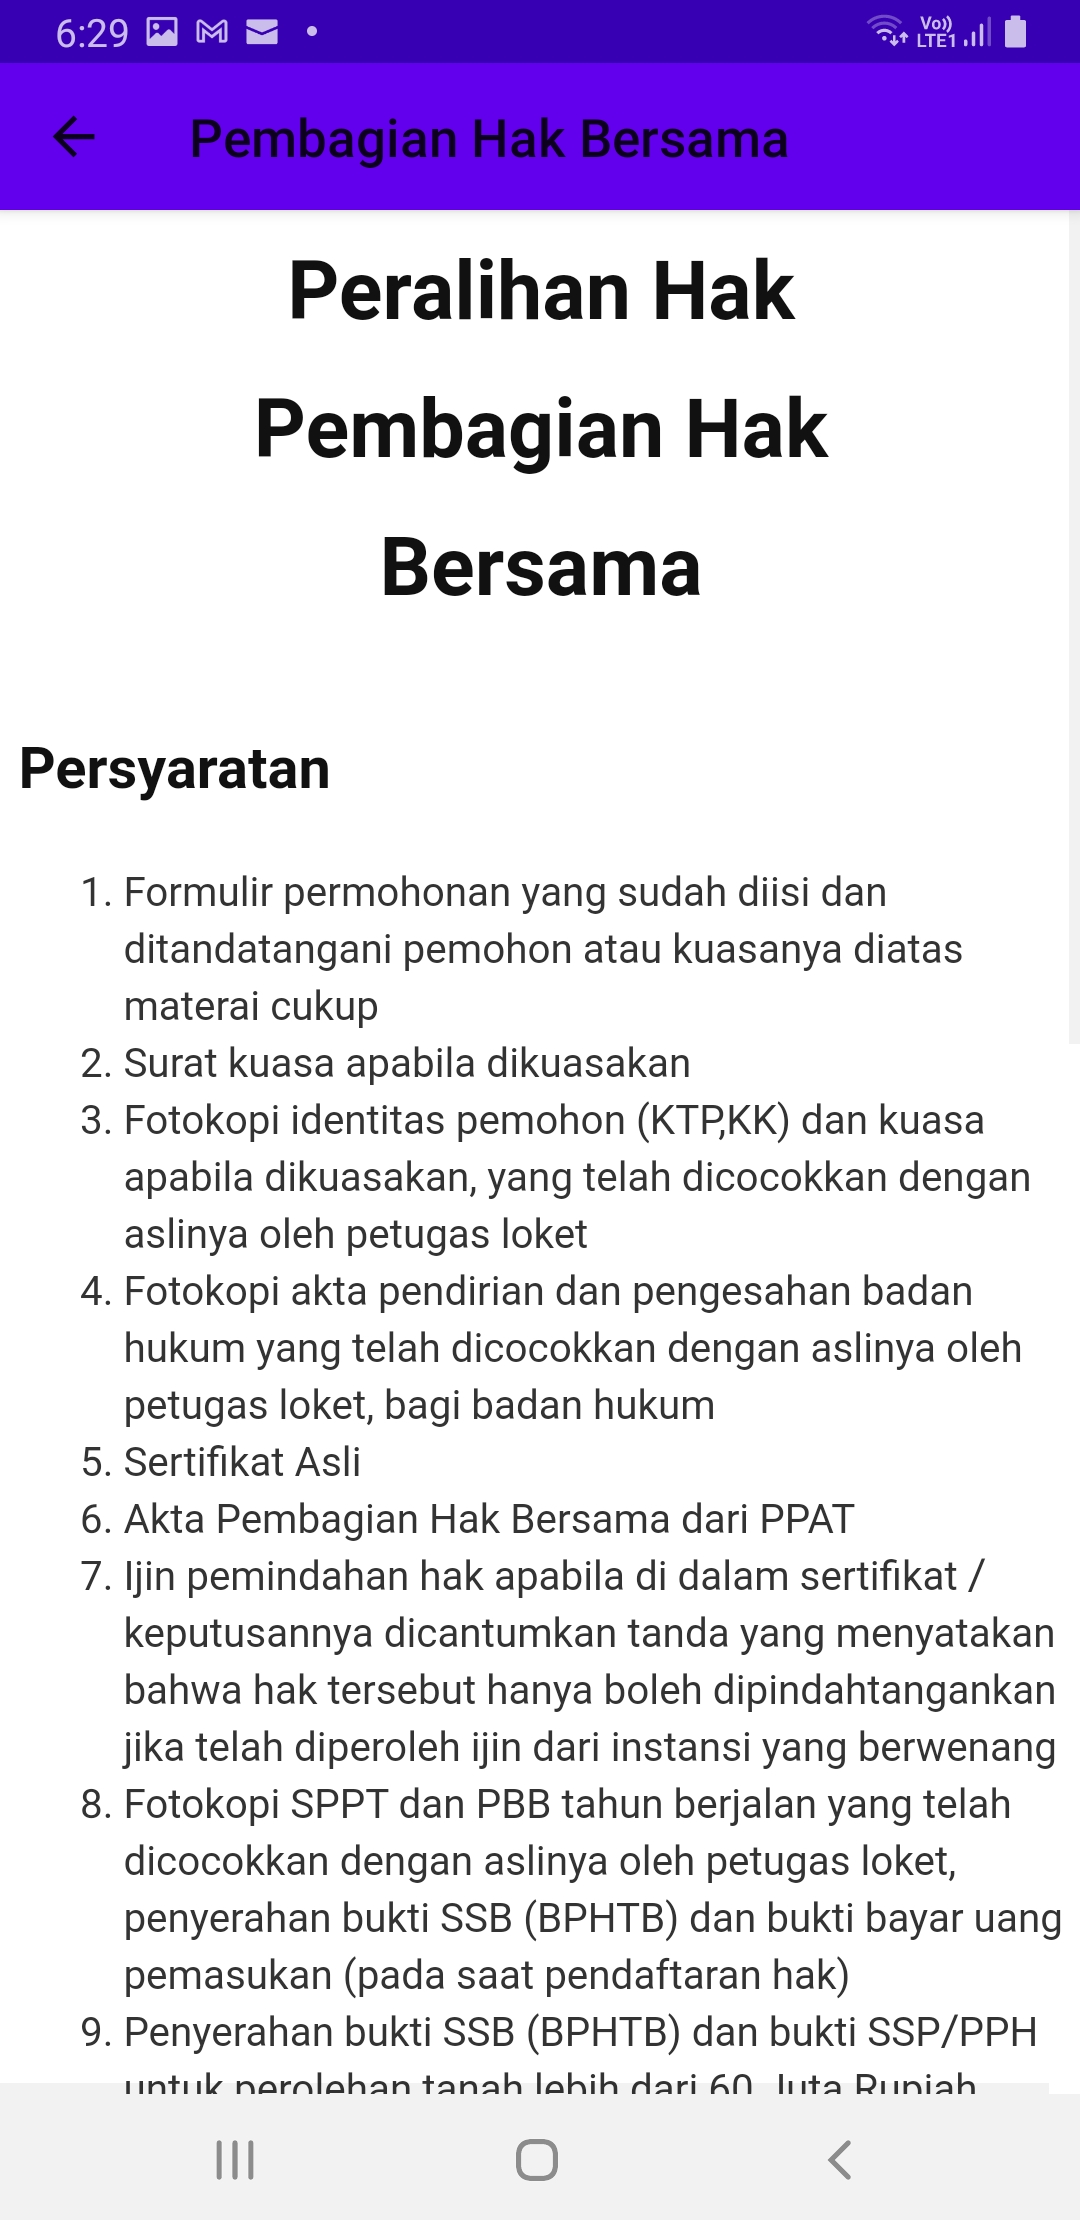 6:29
Vo))
LTE1
Pembagian Hak Bersama
Peralihan Hak
Pembagian Hak
Bersama
Persyaratan
1. Formulir permohonan yang sudah diisi dan
ditandatangani pemohon atau kuasanya diatas
materai cukup
2. Surat kuasa apabila dikuasakan
3. Fotokopi identitas pemohon (KTP,KK) dan kuasa
apabila dikuasakan, yang telah dicocokkan dengan
aslinya oleh petugas loket
4. Fotokopi akta pendirian dan pengesahan badan
hukum yang telah dicocokkan dengan aslinya oleh
petugas loket, bagi badan hukum
5. Sertifikat Asli
6. Akta Pembagian Hak Bersama dari PPAT
7. Ijin pemindahan hak apabila di dalam sertifikat /
keputusannya dicantumkan tanda yang menyatakan
bahwa hak tersebut hanya boleh dipindahtangankan
jika telah diperoleh ijin dari instansi yang berwenang
8. Fotokopi SPPT dan PBB tahun berjalan yang telah
dicocokkan dengan aslinya oleh petugas loket,
penyerahan bukti SSB (BPHTB) dan bukti bayar uang
pemasukan (pada saat pendaftaran hak)
9. Penyerahan bukti SSB (BPHTB) dan bukti SSP/PPH
untuk perolehan tanah lebih dari 60 Juta Rupiah